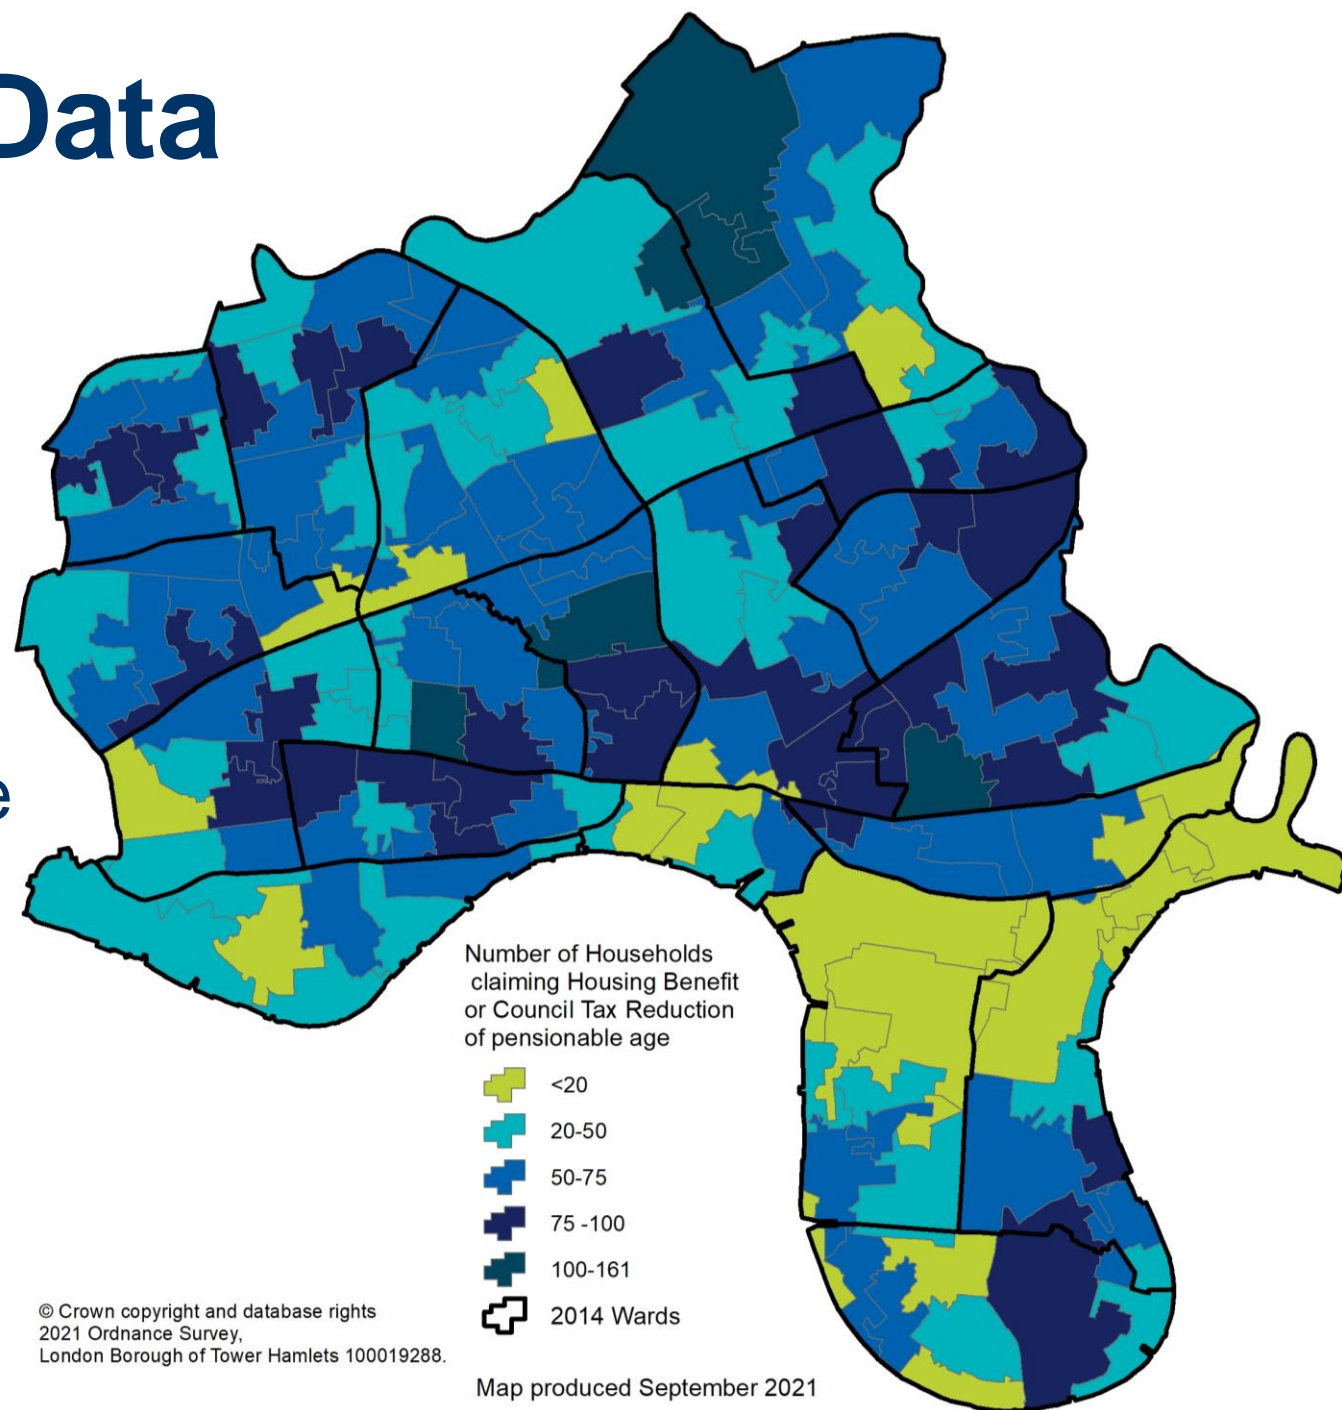 Data
e
Number of Households
claiming Housing Benefit
or Council Tax Reduction
of pensionable age
<20
20-50
50-75
75 -100
100-161
2014 Wards
© Crown copyright and database rights
2021 Ordnance Survey,
London Borough of Tower Hamlets 100019288.
Map produced September 2021